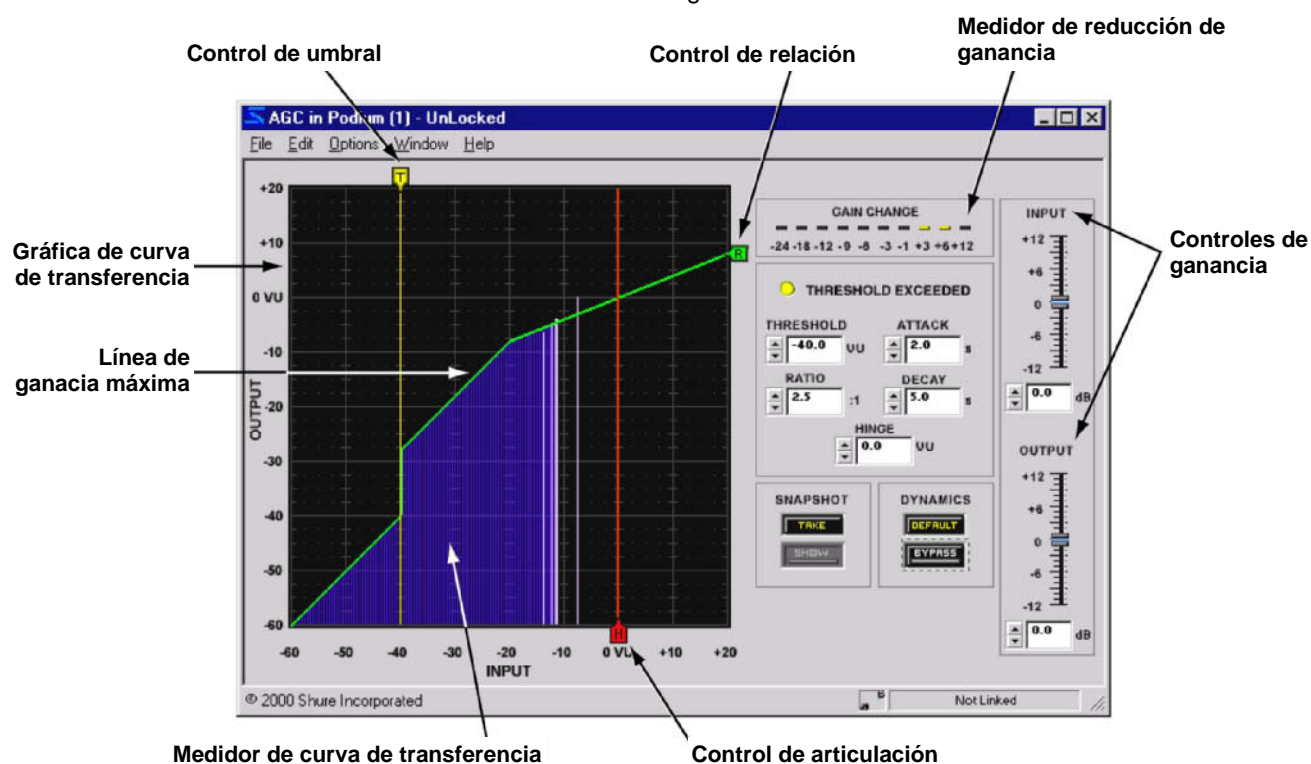 Medidor de reducción de
ganancia
Control de umbral
Control de relación
AGC in Podium (1) - UnLocked
File Edit Options Window Help
T
+20
+10
0 VU
-10
-20
-30
-40
-50
-60
OUTPUT
R
-60 -50 -40 -30 -20 -10 0 VU +10 +20
INPUT
H
Gráfica de curva
de transferencia
Línea de
ganacia máxima
GAIN CHANGE
-24 -18 -12 -9 -6 -3 -1 +3 +6 +12
THRESHOLD EXCEEDED
THRESHOLD ATTACK
-40.0 VU 2.0 s
RATIO DECAY
2.5 :1 5.0 s
HINGE
0.0 VU
SNAPSHOT
TAKE
SHOW
DYNAMICS
DEFAULT
BYPASS
INPUT
+12
+6
0
-6
-12
0.0 dB
OUTPUT
+12
+6
0
-6
-12
0.0 dB
Controles de
ganancia
© 2000 Shure Incorporated
a B
Not Linked
Medidor de curva de transferencia
Control de articulación